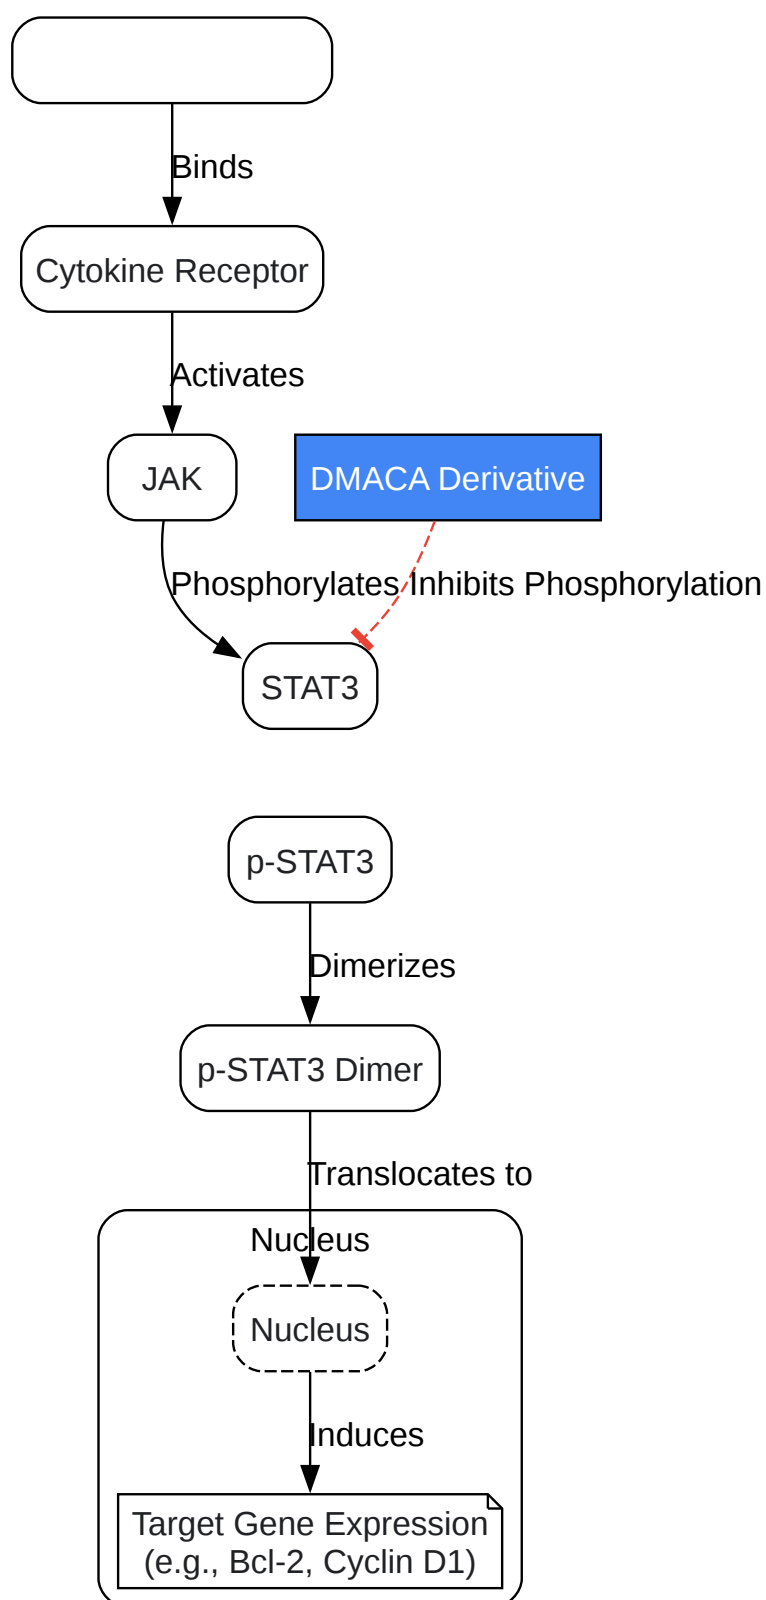 Binds
Cytokine Receptor
Activates
JAK
DMACA Derivative
Phosphorylates
Inhibits Phosphorylation
STAT3
p-STAT3
Dimerizes
p-STAT3 Dimer
Translocates to
Nucleus
Nucleus
Induces
Target Gene Expression
(e.g., Bcl-2, Cyclin D1)